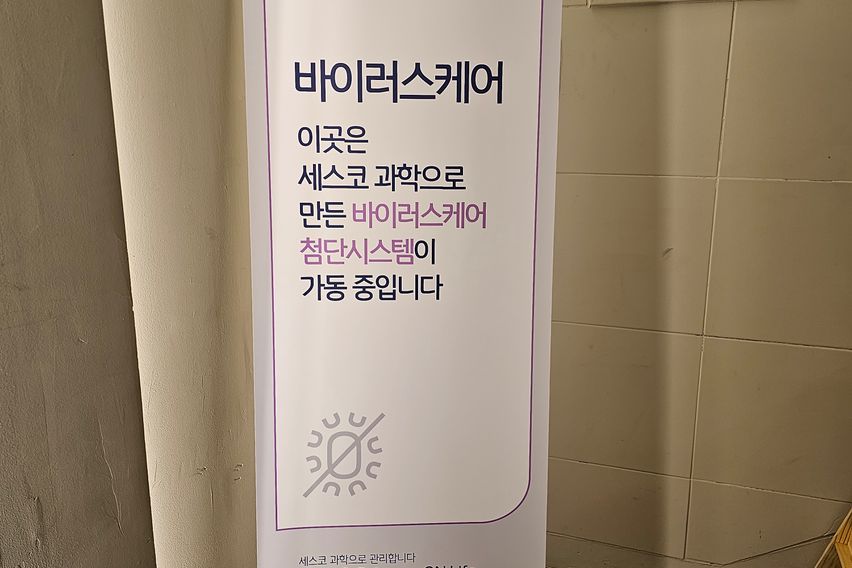 바이러스케어
이곳은
세스코 과학으로
만든 바이러스케어
첨단시스템이
가동 중입니다
세스코 과학으로 관리합니다